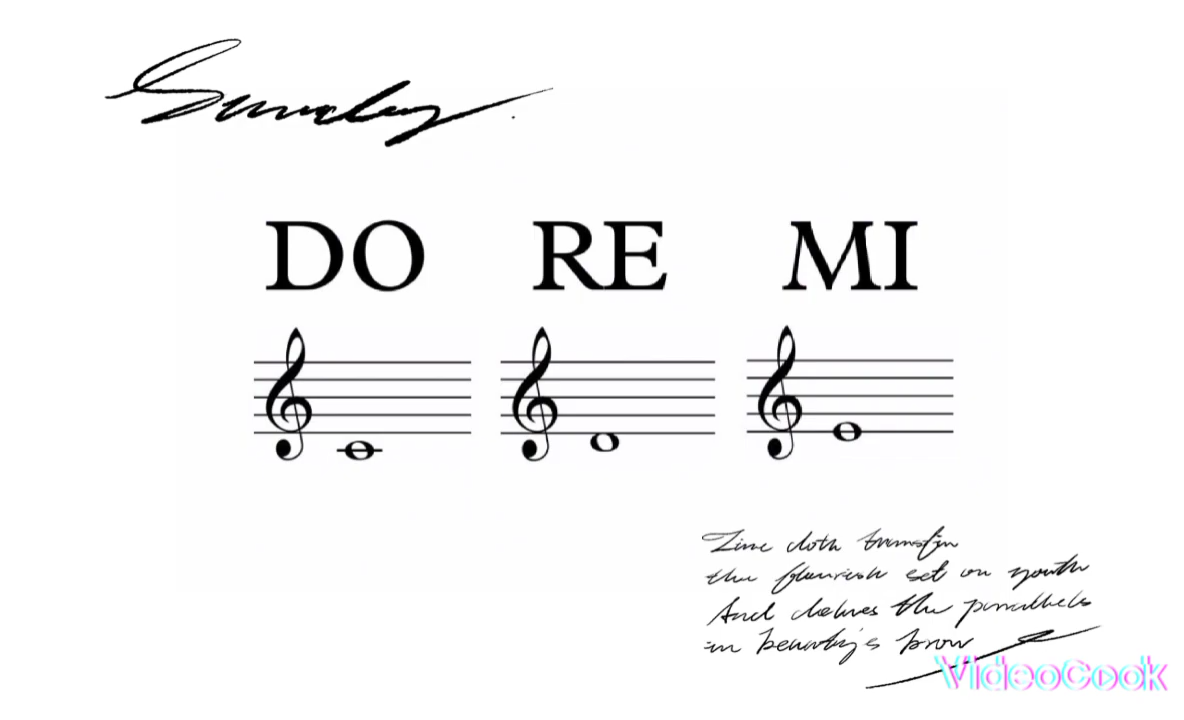 Sunday.
DO RE MI
Time doth transfix
the flourish set on youth
And delves the parallels
in beauty's brow
VideoCook